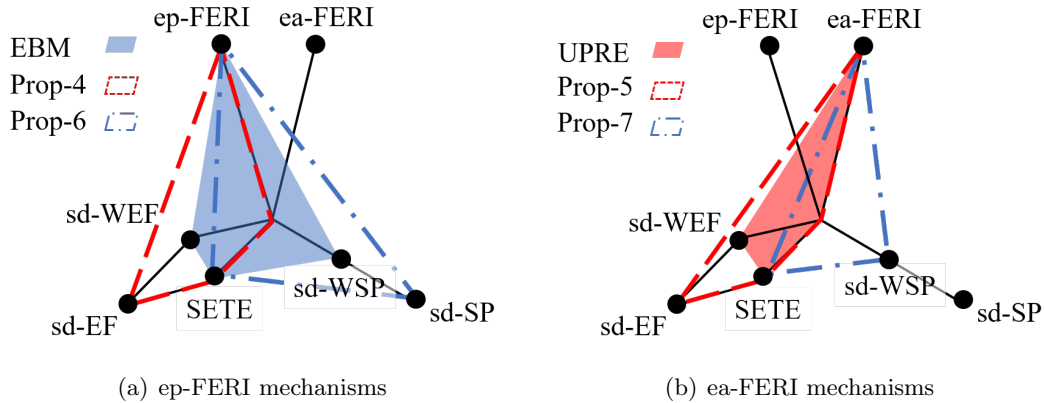 ep-FERI ea-FERI
EBM
Prop-4
Prop-6
sd-WEF
sd-WSP
SETE
sd-EF
sd-SP
(a) ep-FERI mechanisms
ep-FERI ea-FERI
UPRE
Prop-5
Prop-7
sd-WEF
sd-WSP
SETE
sd-EF
sd-SP
(b) ea-FERI mechanisms